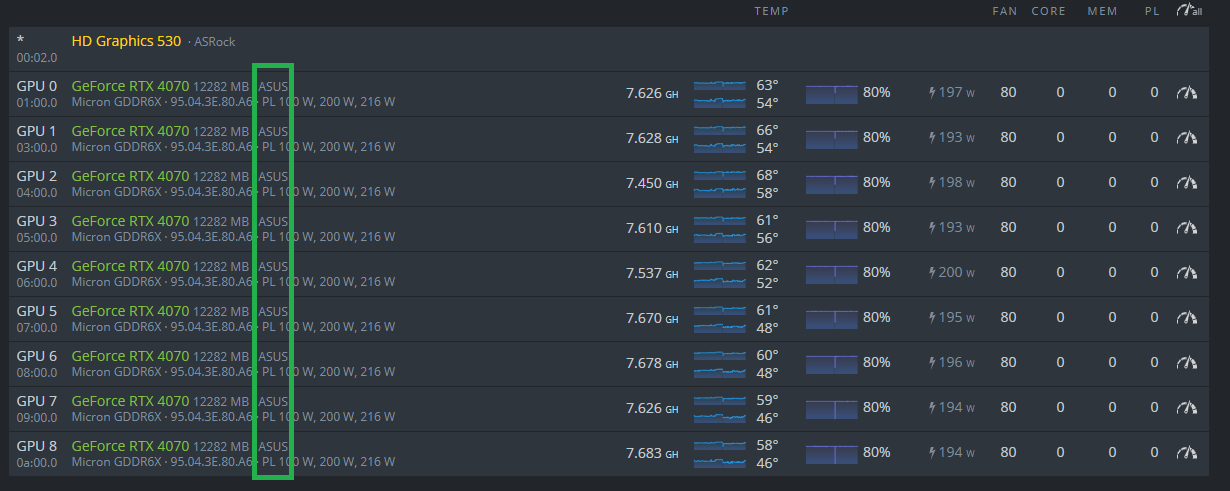 TEMP FAN CORE MEM PL all
* HD Graphics 530 · ASRock
00:02.0
GPU 0 GeForce RTX 4070 12282 MB · ASUS 7.626 GH 63° 80% 197 W 80 0 0 0
01:00.0 Micron GDDR6X · 95.04.3E.80.A6 · PL 100 W, 200 W, 216 W 54°
GPU 1 GeForce RTX 4070 12282 MB · ASUS 7.628 GH 66° 80% 193 W 80 0 0 0
03:00.0 Micron GDDR6X · 95.04.3E.80.A6 · PL 100 W, 200 W, 216 W 54°
GPU 2 GeForce RTX 4070 12282 MB · ASUS 7.450 GH 68° 80% 198 W 80 0 0 0
04:00.0 Micron GDDR6X · 95.04.3E.80.A6 · PL 100 W, 200 W, 216 W 58°
GPU 3 GeForce RTX 4070 12282 MB · ASUS 7.610 GH 61° 80% 193 W 80 0 0 0
05:00.0 Micron GDDR6X · 95.04.3E.80.A6 · PL 100 W, 200 W, 216 W 56°
GPU 4 GeForce RTX 4070 12282 MB · ASUS 7.537 GH 62° 80% 200 W 80 0 0 0
06:00.0 Micron GDDR6X · 95.04.3E.80.A6 · PL 100 W, 200 W, 216 W 52°
GPU 5 GeForce RTX 4070 12282 MB · ASUS 7.670 GH 61° 80% 195 W 80 0 0 0
07:00.0 Micron GDDR6X · 95.04.3E.80.A6 · PL 100 W, 200 W, 216 W 48°
GPU 6 GeForce RTX 4070 12282 MB · ASUS 7.678 GH 60° 80% 196 W 80 0 0 0
08:00.0 Micron GDDR6X · 95.04.3E.80.A6 · PL 100 W, 200 W, 216 W 48°
GPU 7 GeForce RTX 4070 12282 MB · ASUS 7.626 GH 59° 80% 194 W 80 0 0 0
09:00.0 Micron GDDR6X · 95.04.3E.80.A6 · PL 100 W, 200 W, 216 W 46°
GPU 8 GeForce RTX 4070 12282 MB · ASUS 7.683 GH 58° 80% 194 W 80 0 0 0
0a:00.0 Micron GDDR6X · 95.04.3E.80.A6 · PL 100 W, 200 W, 216 W 46°